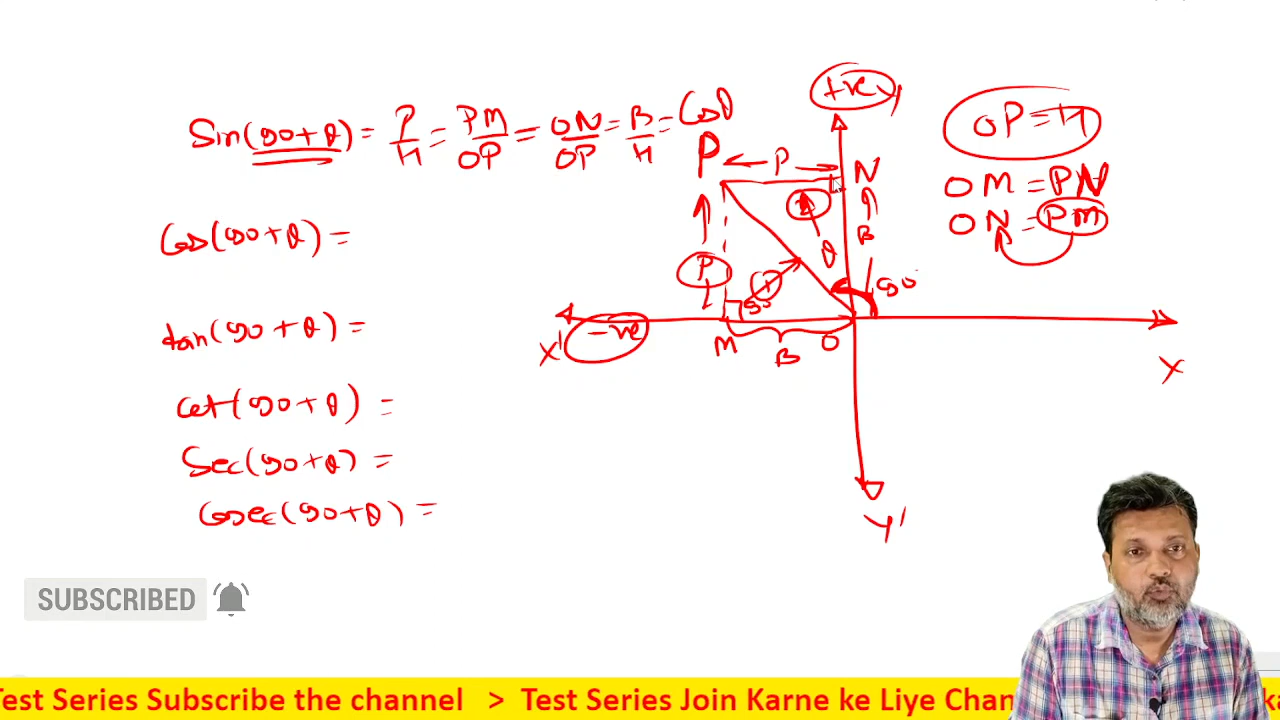 Sin(90+θ) = P/H = PM/OP = ON/OP = B/H = Cosθ
Cos(90+θ) =
tan(90+θ) =
Cot(90+θ) =
Sec(90+θ) =
Cosec(90+θ) =
+ve y
P
P
N
θ
B
90
P
1
2
90
X'
-ve
M
B
O
X
Y'
OP = H
OM = PN
ON = PM
SUBSCRIBED
Test Series Subscribe the channel > Test Series Join Karne ke Liye Chan